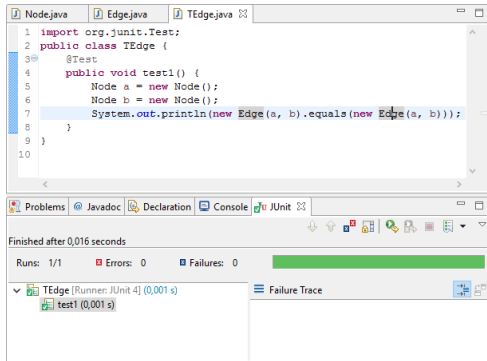 Node.java Edge.java TEdge.java
1 import org.junit.Test;
2 public class TEdge {
3 @Test
4 public void test1() {
5 Node a = new Node();
6 Node b = new Node();
7 System.out.println(new Edge(a, b).equals(new Edge(a, b)));
8 }
9 }
10
Problems @ Javadoc Declaration Console JUnit
Finished after 0,016 seconds
Runs: 1/1 Errors: 0 Failures: 0
TEdge [Runner: JUnit 4] (0,001 s) Failure Trace
test1 (0,001 s)